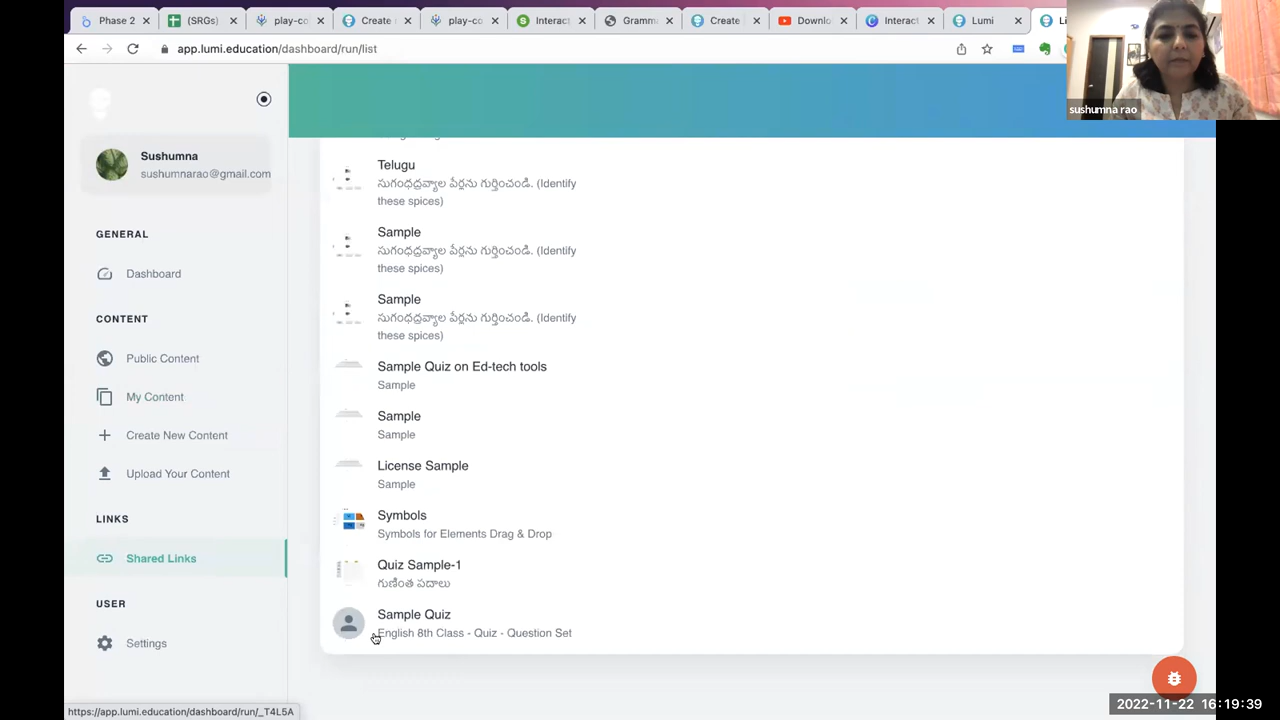 Phase 2
(SRGs)
play-co
Create
play-co
Interact
Gramma
Create
Downlo
Interact
Lumi
Li
app.lumi.education/dashboard/run/list
sushumna rao
Sushumna
sushumnarao@gmail.com
GENERAL
Dashboard
CONTENT
Public Content
My Content
Create New Content
Upload Your Content
LINKS
Shared Links
USER
Settings
Telugu
సుగంధద్రవ్యాల పేర్లను గుర్తించండి. (Identify
these spices)
Sample
సుగంధద్రవ్యాల పేర్లను గుర్తించండి. (Identify
these spices)
Sample
సుగంధద్రవ్యాల పేర్లను గుర్తించండి. (Identify
these spices)
Sample Quiz on Ed-tech tools
Sample
Sample
Sample
License Sample
Sample
Symbols
Symbols for Elements Drag & Drop
Quiz Sample-1
గుణింత పదాలు
Sample Quiz
English 8th Class - Quiz - Question Set
https://app.lumi.education/dashboard/run/_T4L5A
2022-11-22 16:19:39